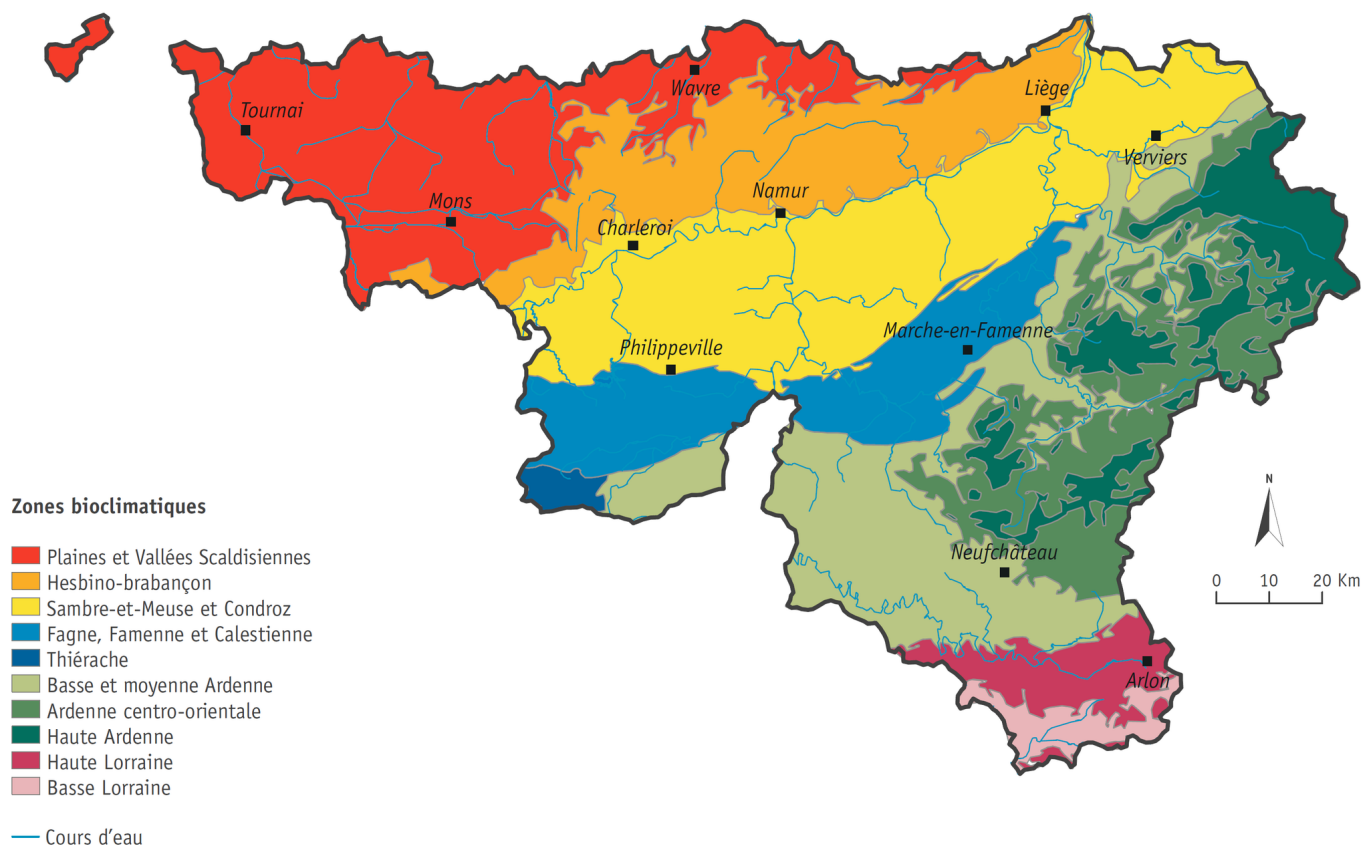 Wavre
Liège
Tournai
Verviers
Namur
Mons
Charleroi
Marche-en-Famenne
Philippeville
N
Zones bioclimatiques
Plaines et Vallées Scaldisiennes
Hesbino-brabançon
Sambre-et-Meuse et Condroz
Fagne, Famenne et Calestienne
Thiérache
Basse et moyenne Ardenne
Ardenne centro-orientale
Haute Ardenne
Haute Lorraine
Basse Lorraine
Cours d'eau
Neufchâteau
0 10 20 Km
Arlon